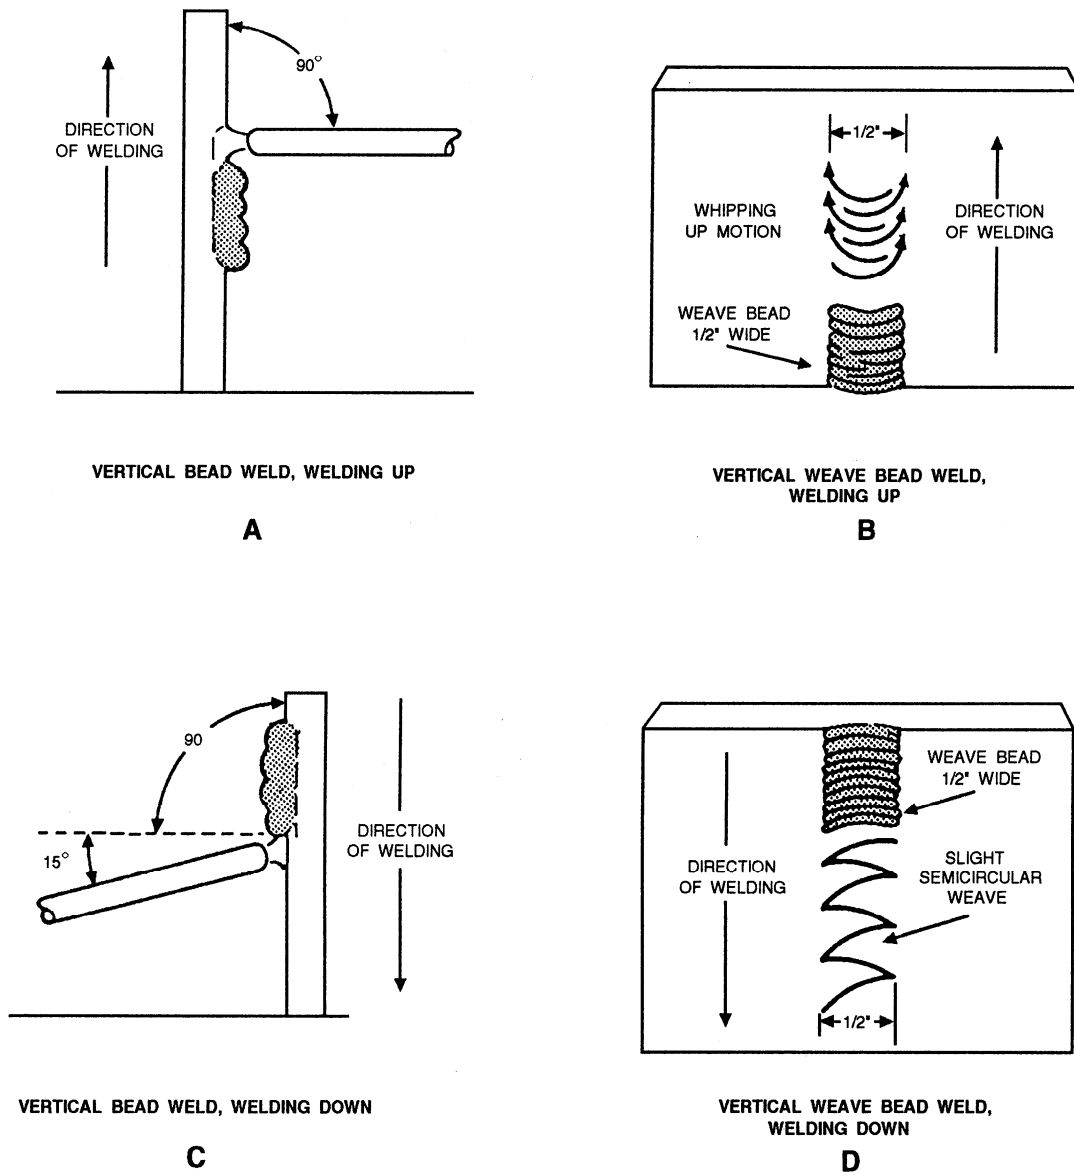 90°
DIRECTION
OF WELDING
VERTICAL BEAD WELD, WELDING UP
A
1/2"
WHIPPING
UP MOTION
DIRECTION
OF WELDING
WEAVE BEAD
1/2" WIDE
VERTICAL WEAVE BEAD WELD,
WELDING UP
B
90
15°
DIRECTION
OF WELDING
VERTICAL BEAD WELD, WELDING DOWN
C
WEAVE BEAD
1/2" WIDE
DIRECTION
OF WELDING
SLIGHT
SEMICIRCULAR
WEAVE
1/2"
VERTICAL WEAVE BEAD WELD,
WELDING DOWN
D